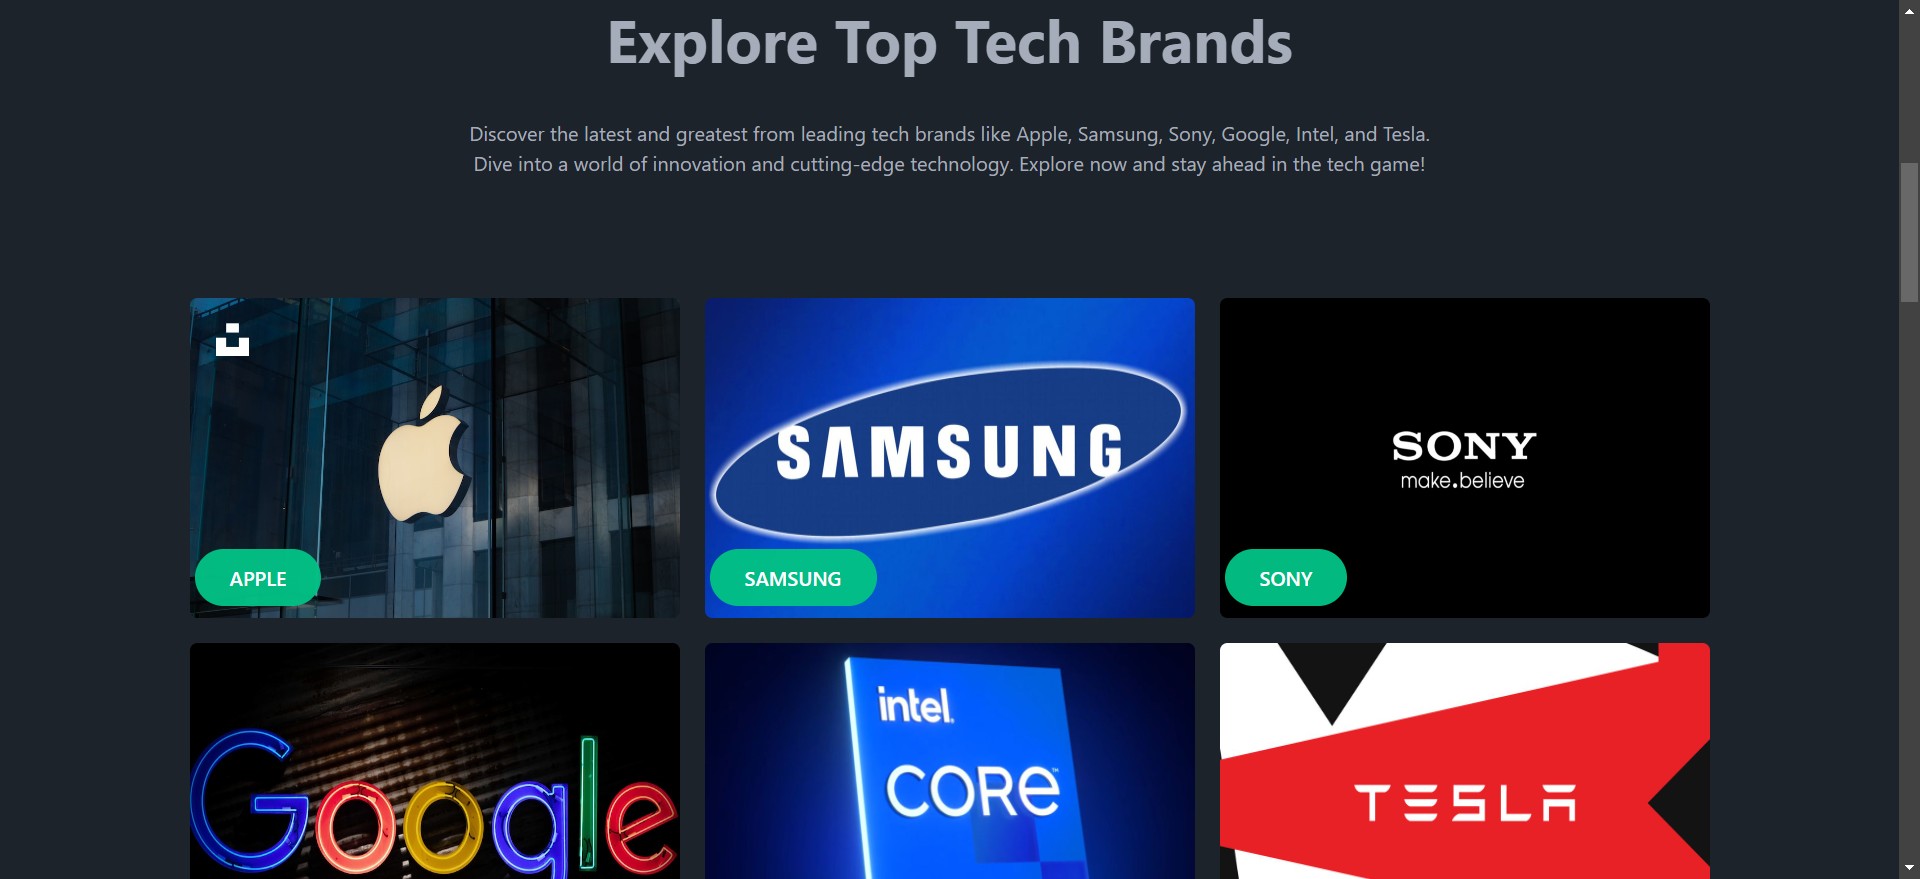 Explore Top Tech Brands
Discover the latest and greatest from leading tech brands like Apple, Samsung, Sony, Google, Intel, and Tesla.
Dive into a world of innovation and cutting-edge technology. Explore now and stay ahead in the tech game!
SAMSUNG
SONY
make.believe
APPLE
SAMSUNG
SONY
Google
intel.
CORE™
TESLA